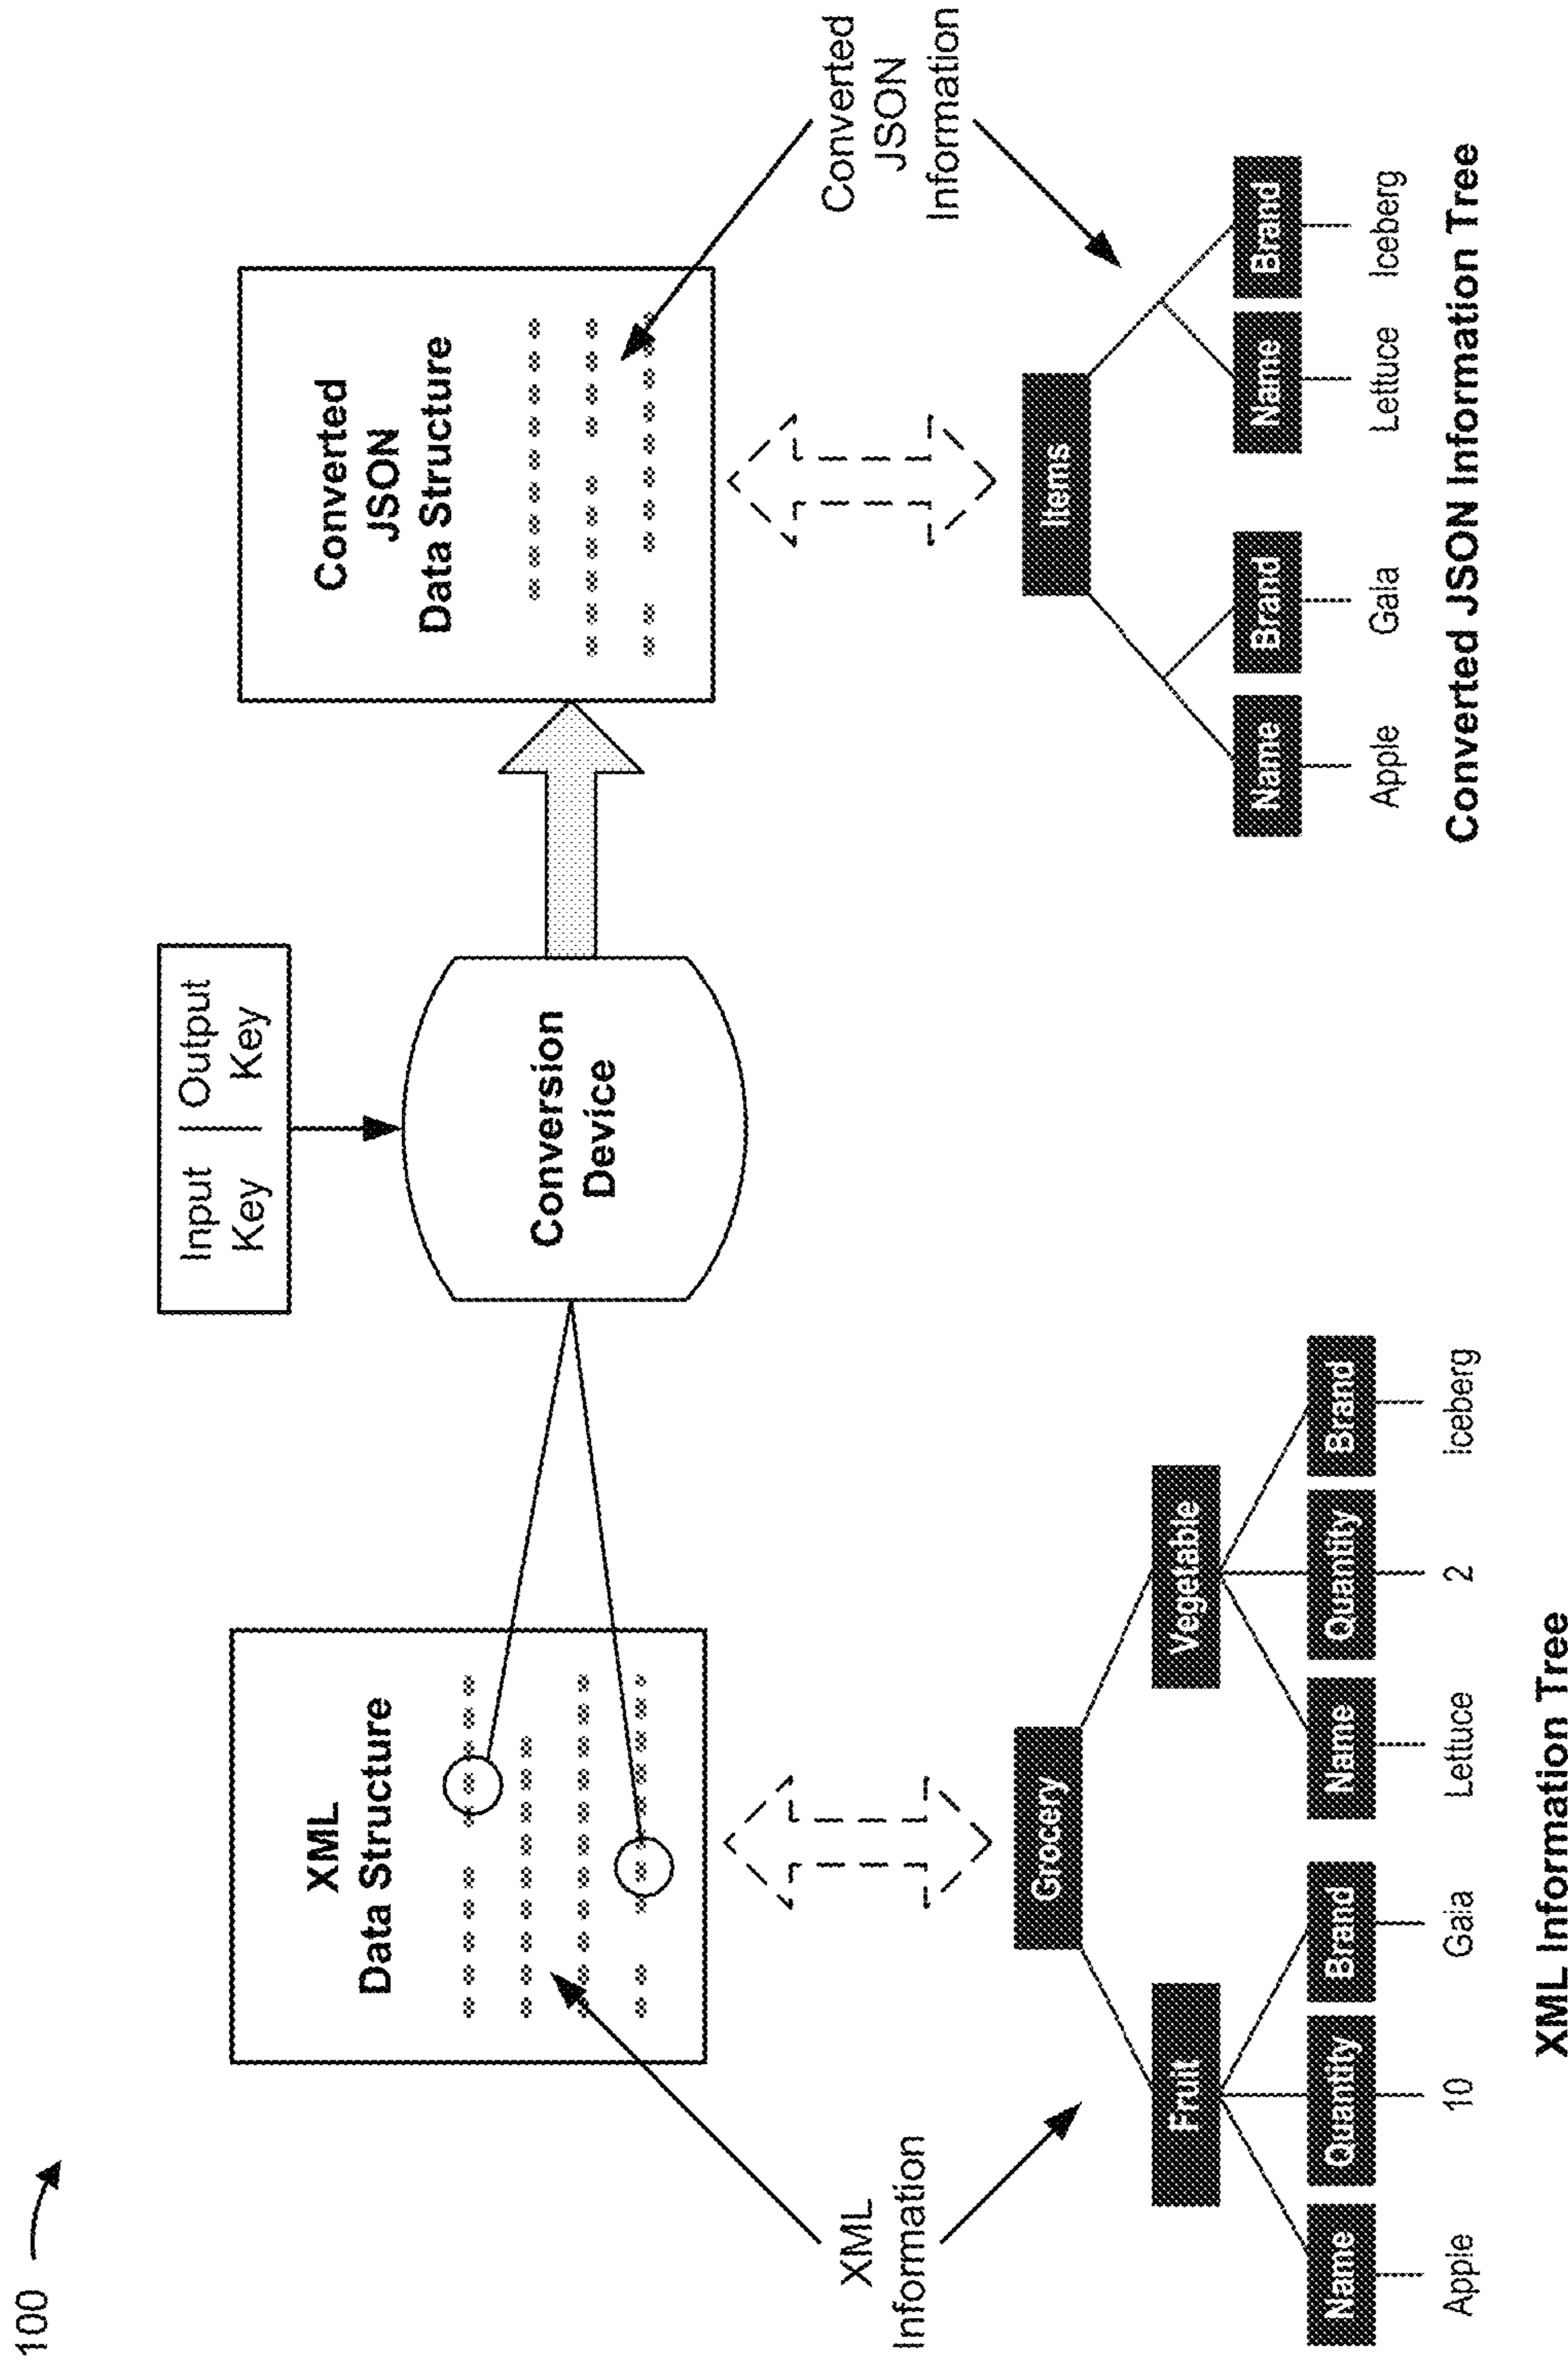 100
Input | Output
Key | Key
XML
Data Structure
Conversion
Device
Converted
JSON
Data Structure
XML
Information
Converted
JSON
Information
Grocery
Fruit
Vegetable
Name
Quantity
Brand
Name
Quantity
Brand
Apple
10
Gala
Lettuce
2
Iceberg
XML Information Tree
Items
Name
Brand
Name
Brand
Apple
Gala
Lettuce
Iceberg
Converted JSON Information Tree